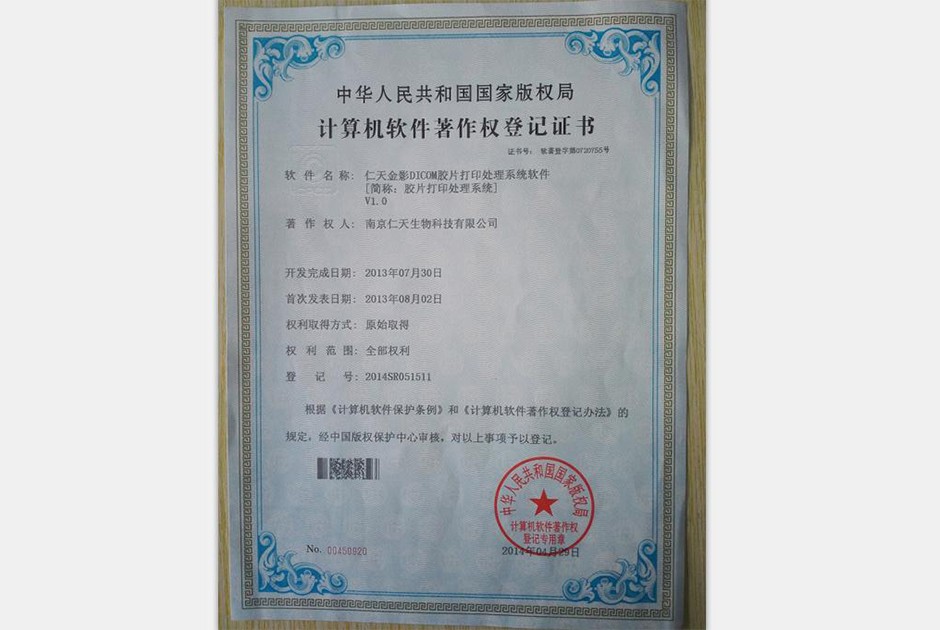 中华人民共和国国家版权局
计算机软件著作权登记证书
证书号： 软著登字第0720755号
软件名称： 仁天金影DICOM胶片打印处理系统软件
[简称：胶片打印处理系统]
V1.0
著作权人： 南京仁天生物科技有限公司
开发完成日期： 2013年07月30日
首次发表日期： 2013年08月02日
权利取得方式： 原始取得
权利范围： 全部权利
登记号： 2014SR051511
根据《计算机软件保护条例》和《计算机软件著作权登记办法》的
规定，经中国版权保护中心审核，对以上事项予以登记。
中华人民共和国国家版权局
计算机软件著作权
登记专用章
No. 00450920
2014年04月29日